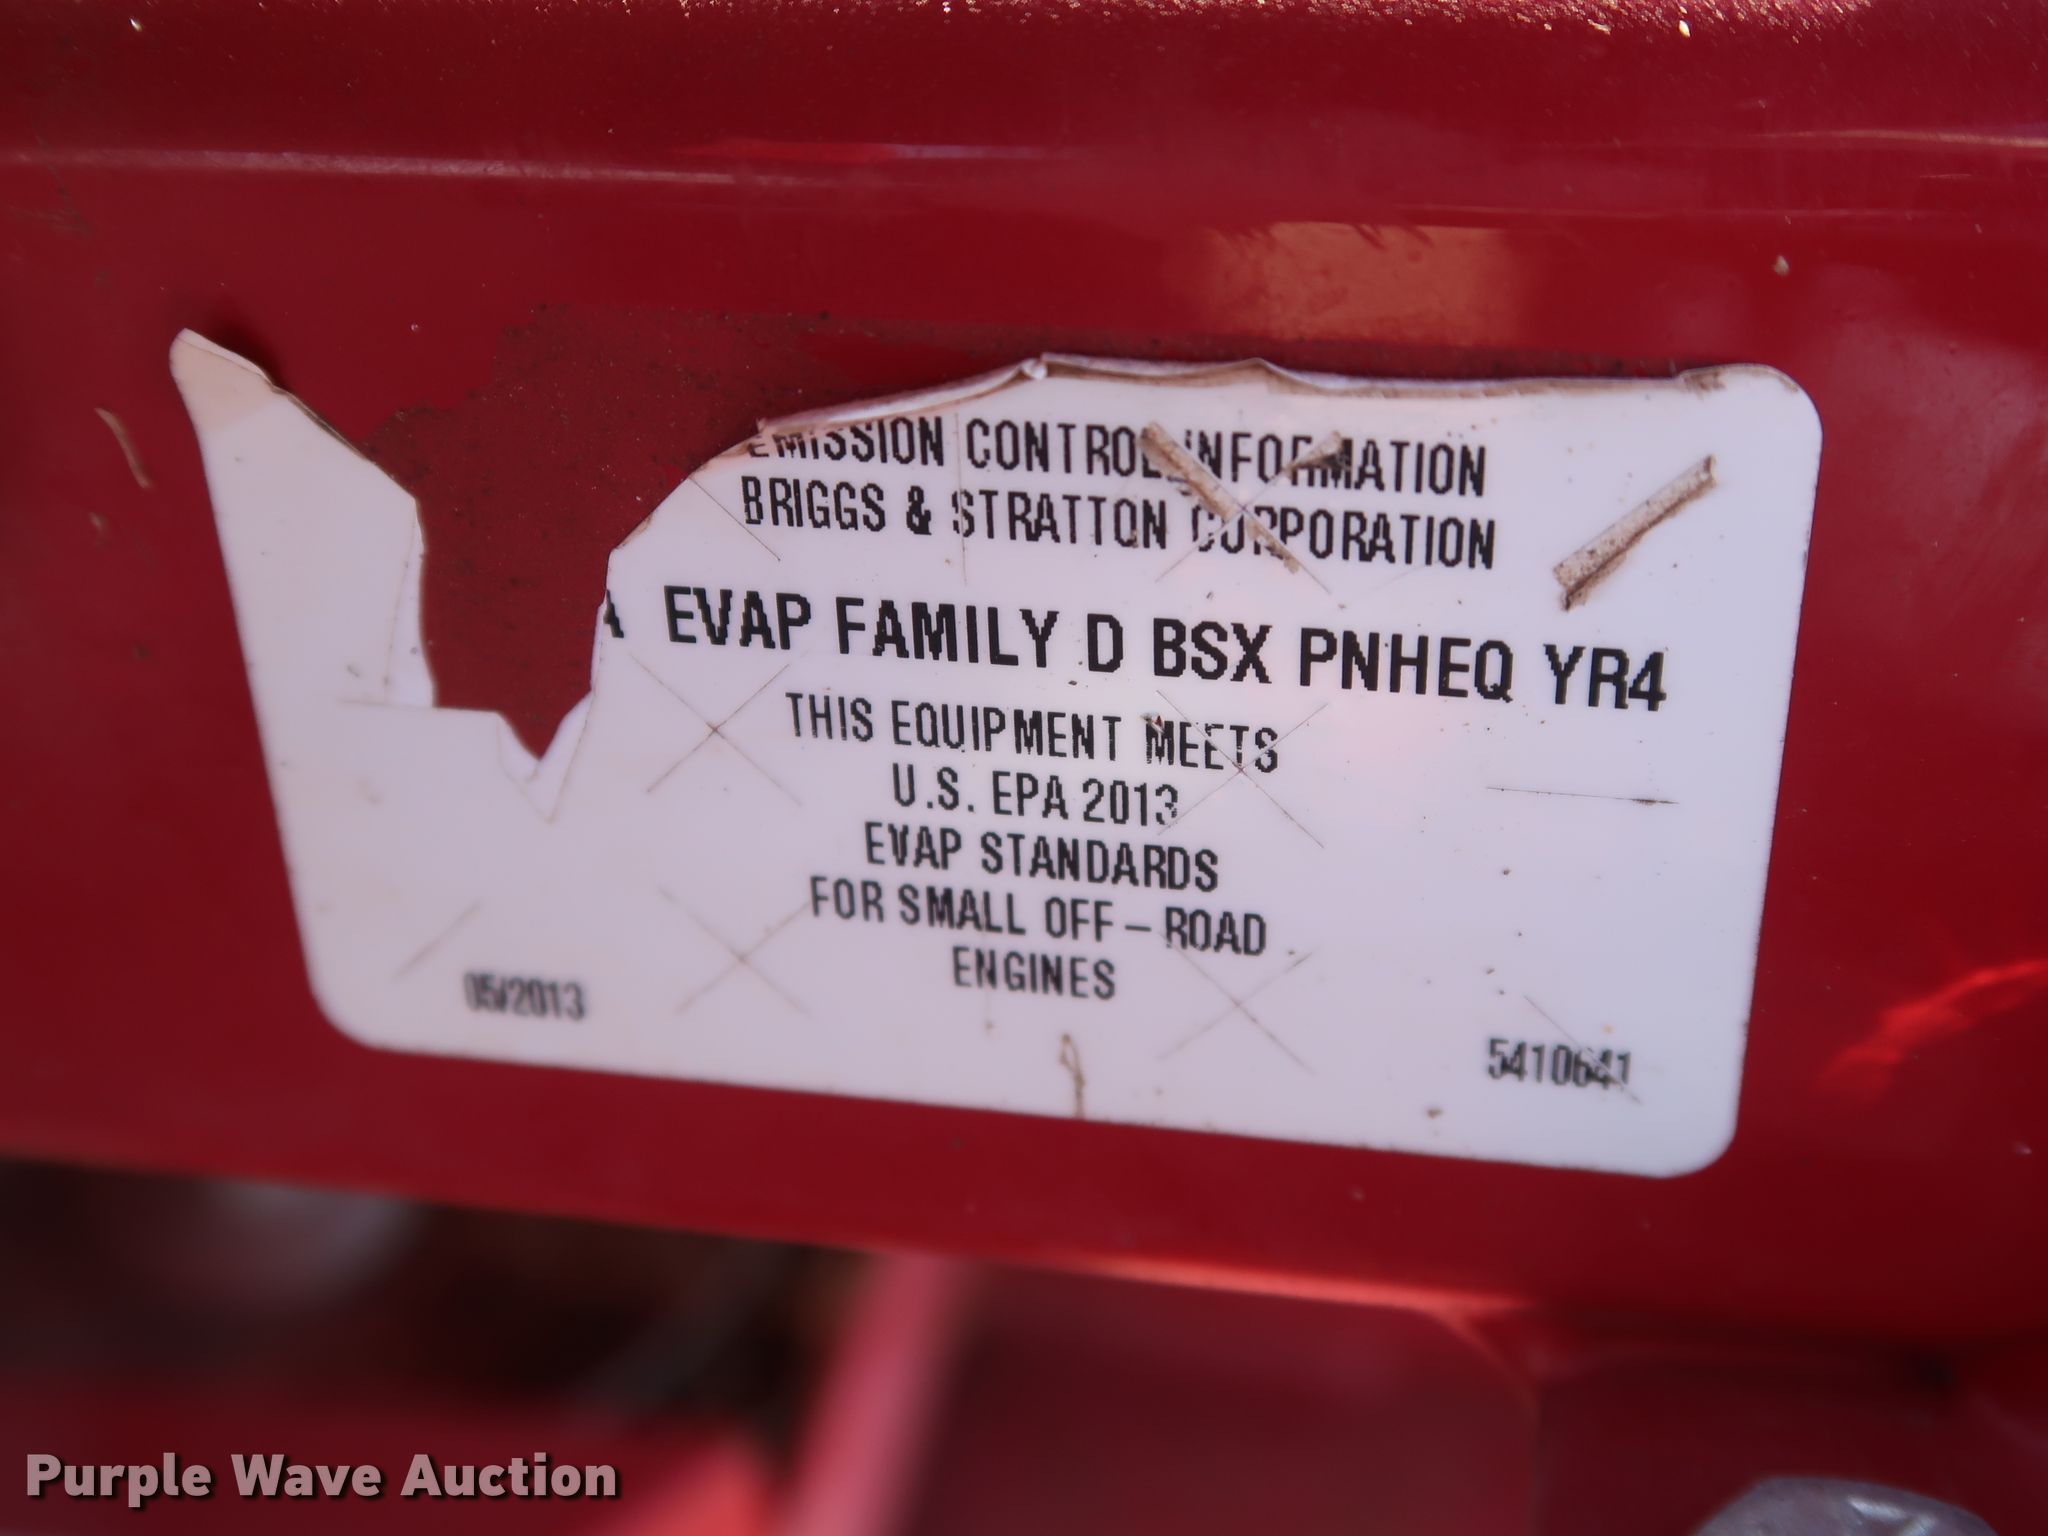 EMISSION CONTROL INFORMATION
BRIGGS & STRATTON CORPORATION
A EVAP FAMILY D BSX PNHEQ YR4
THIS EQUIPMENT MEETS
U.S. EPA 2013
EVAP STANDARDS
FOR SMALL OFF – ROAD
ENGINES
05/2013
5410641
Purple Wave Auction